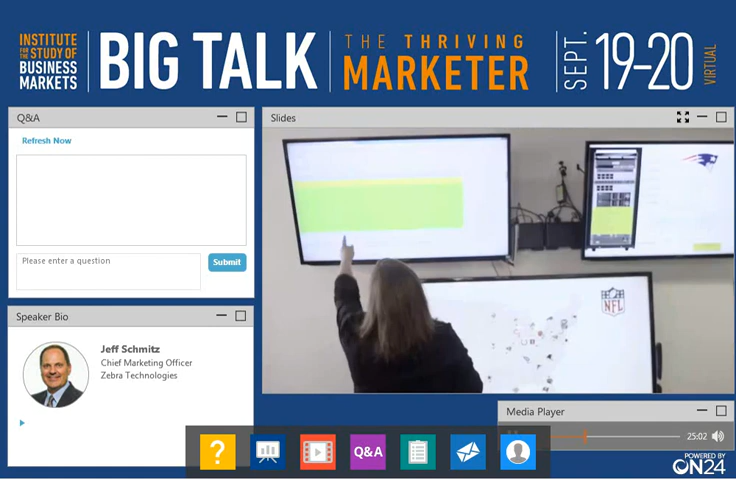 INSTITUTE
FOR THE STUDY OF
BUSINESS
MARKETS
BIG TALK
THE THRIVING
MARKETER
SEPT.
19-20
VIRTUAL
Q&A
Refresh Now
Please enter a question
Submit
Slides
NFL
Speaker Bio
Jeff Schmitz
Chief Marketing Officer
Zebra Technologies
Media Player
25:02
?
Q&A
POWERED BY
ON24